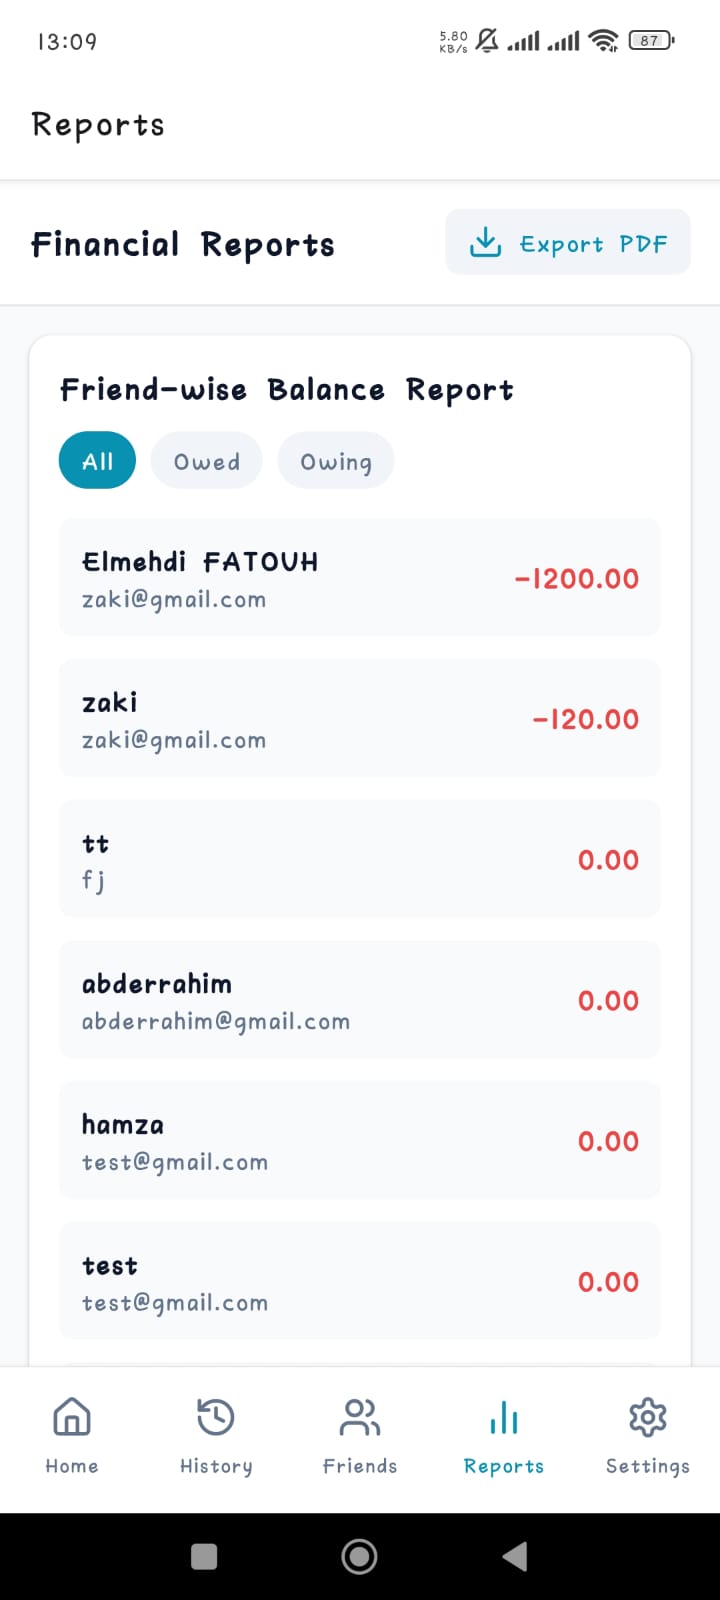 13:09
5.80
KB/s
87
Reports
Financial Reports
Export PDF
Friend-wise Balance Report
All
Owed
Owing
Elmehdi FATOUH
zaki@gmail.com
-1200.00
zaki
zaki@gmail.com
-120.00
tt
fj
0.00
abderrahim
abderrahim@gmail.com
0.00
hamza
test@gmail.com
0.00
test
test@gmail.com
0.00
Home
History
Friends
Reports
Settings